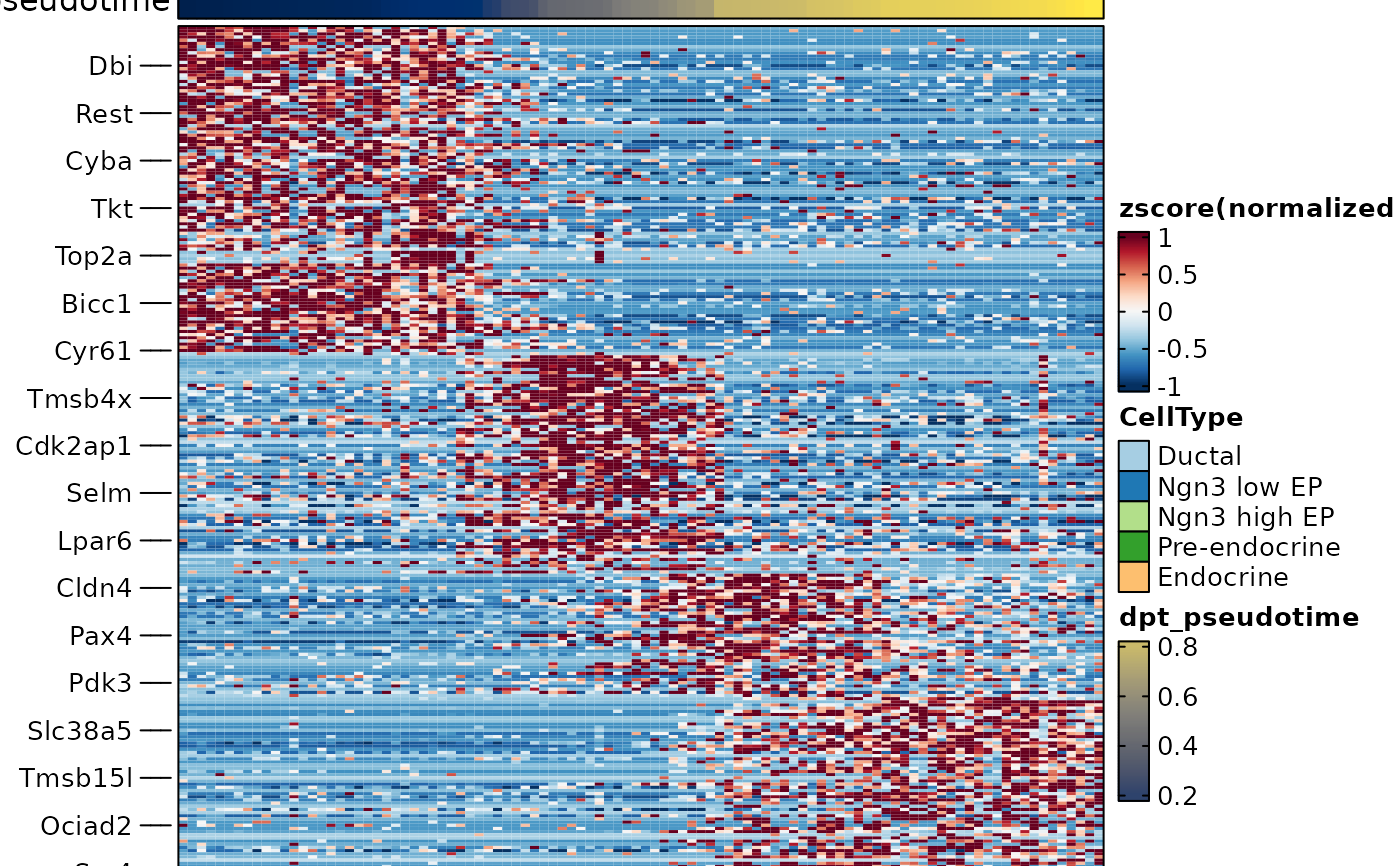 pseudotime
Dbi
Rest
Cyba
Tkt
Top2a
Bicc1
Cyr61
Tmsb4x
Cdk2ap1
Selm
Lpar6
Cldn4
Pax4
Pdk3
Slc38a5
Tmsb15l
Ociad2
zscore(normalized
1
0.5
0
-0.5
-1
CellType
Ductal
Ngn3 low EP
Ngn3 high EP
Pre-endocrine
Endocrine
dpt_pseudotime
0.8
0.6
0.4
0.2